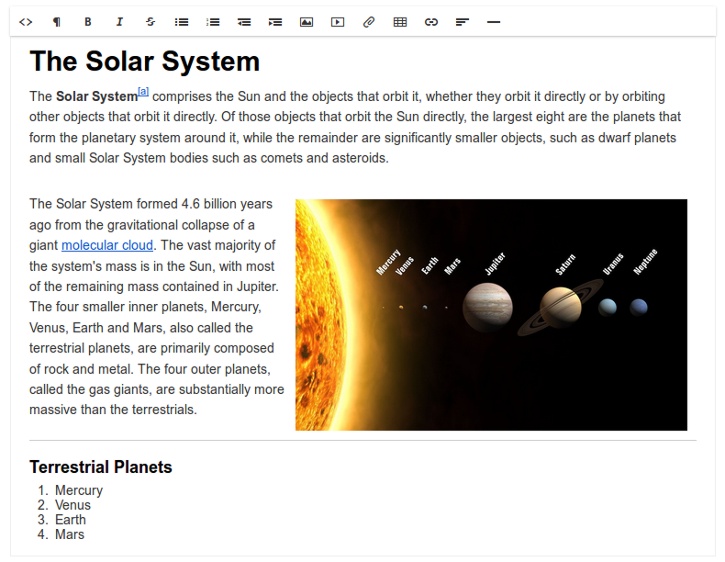 The Solar System
The Solar System[a] comprises the Sun and the objects that orbit it, whether they orbit it directly or by orbiting
other objects that orbit it directly. Of those objects that orbit the Sun directly, the largest eight are the planets that
form the planetary system around it, while the remainder are significantly smaller objects, such as dwarf planets
and small Solar System bodies such as comets and asteroids.
The Solar System formed 4.6 billion years
ago from the gravitational collapse of a
giant molecular cloud. The vast majority of
the system's mass is in the Sun, with most
of the remaining mass contained in Jupiter.
The four smaller inner planets, Mercury,
Venus, Earth and Mars, also called the
terrestrial planets, are primarily composed
of rock and metal. The four outer planets,
called the gas giants, are substantially more
massive than the terrestrials.
Mercury
Venus
Earth
Mars
Jupiter
Saturn
Uranus
Neptune
Terrestrial Planets
1. Mercury
2. Venus
3. Earth
4. Mars